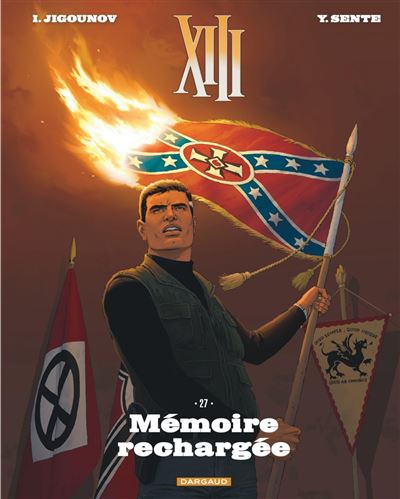 I. JIGOUNOV
Y. SENTE
XIII
· 27 ·
Mémoire
rechargée
DARGAUD